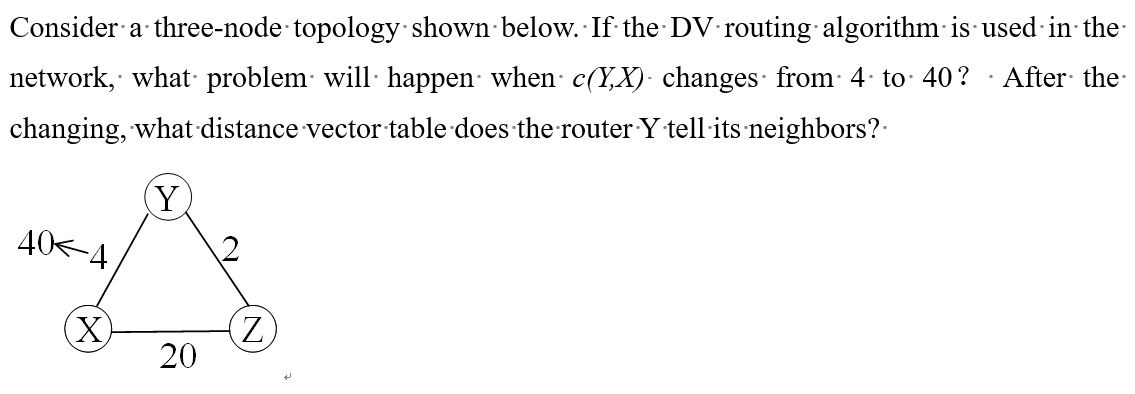 Consider a three-node topology shown below. If the DV routing algorithm is used in the
network, what problem will happen when c(Y,X) changes from 4 to 40? After the
changing, what distance vector table does the router Y tell its neighbors?
Y
40 4 2
X Z
20